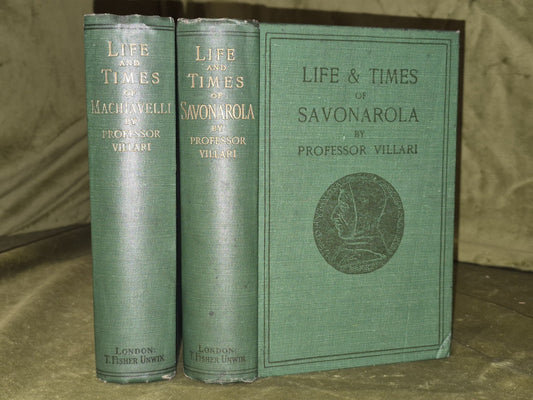 LIFE
AND
TIMES
OF
MACHIAVELLI
BY
PROFESSOR
VILLARI
LONDON:
T. FISHER UNWIN
LIFE
AND
TIMES
OF
SAVONAROLA
BY
PROFESSOR
VILLARI
LONDON:
T. FISHER UNWIN
LIFE & TIMES
OF
SAVONAROLA
BY
PROFESSOR VILLARI